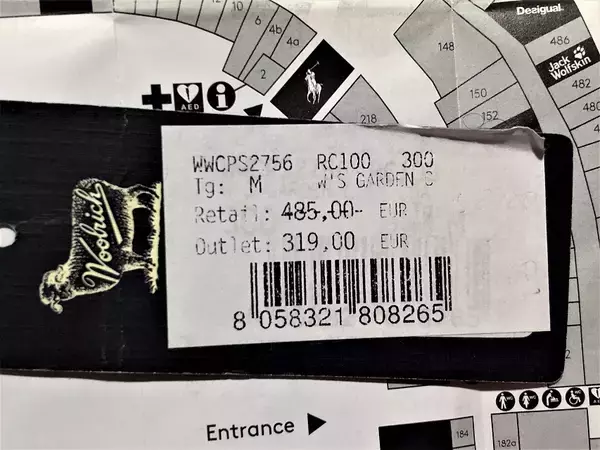 Desigual.
10
6
4b
4a
2
148
150
152
218
486
Jack
Wolfskin
482
480
AED
i
WWCPS2756 RC100 300
Tg: M W'S GARDEN C
Retail: 485,00- EUR
Outlet: 319,00 EUR
8 058321 808265
Woolrich
Entrance
184
182a